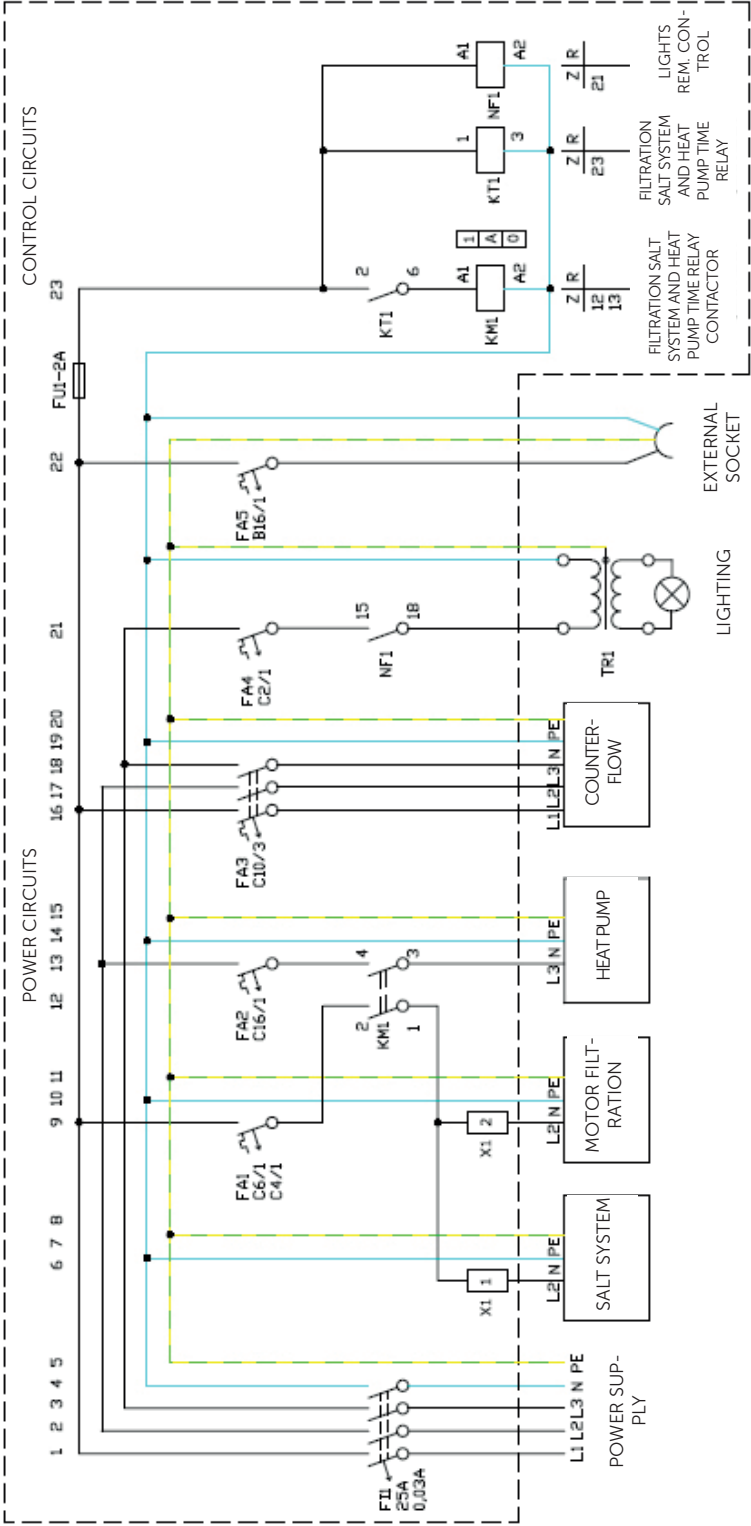 POWER CIRCUITS
CONTROL CIRCUITS
1 2 3 4 5
6 7 8
9 10 11
12 13 14 15
16 17 18 19 20
21
22
23
FU1-2A
FI1
25A
0,03A
FA1
C6/1
C4/1
FA2
C16/1
FA3
C10/3
FA4
C2/1
FA5
B16/1
KM1
2
1
4
3
NF1
15
18
KT1
2
6
KM1
A1
A2
1 A 0
KT1
1
3
NF1
A1
A2
X1 1
X1 2
TR1
L1 L2 L3 N PE
POWER SUP-
PLY
L2 N PE
SALT SYSTEM
L2 N PE
MOTOR FILT-
RATION
L3 N PE
HEAT PUMP
L1 L2 L3 N PE
COUNTER-
FLOW
LIGHTING
EXTERNAL
SOCKET
Z R
12
13
FILTRATION SALT
SYSTEM AND HEAT
PUMP TIME RELAY
CONTACTOR
Z R
23
FILTRATION
SALT SYSTEM
AND HEAT
PUMP TIME
RELAY
Z R
21
LIGHTS
REM. CON-
TROL